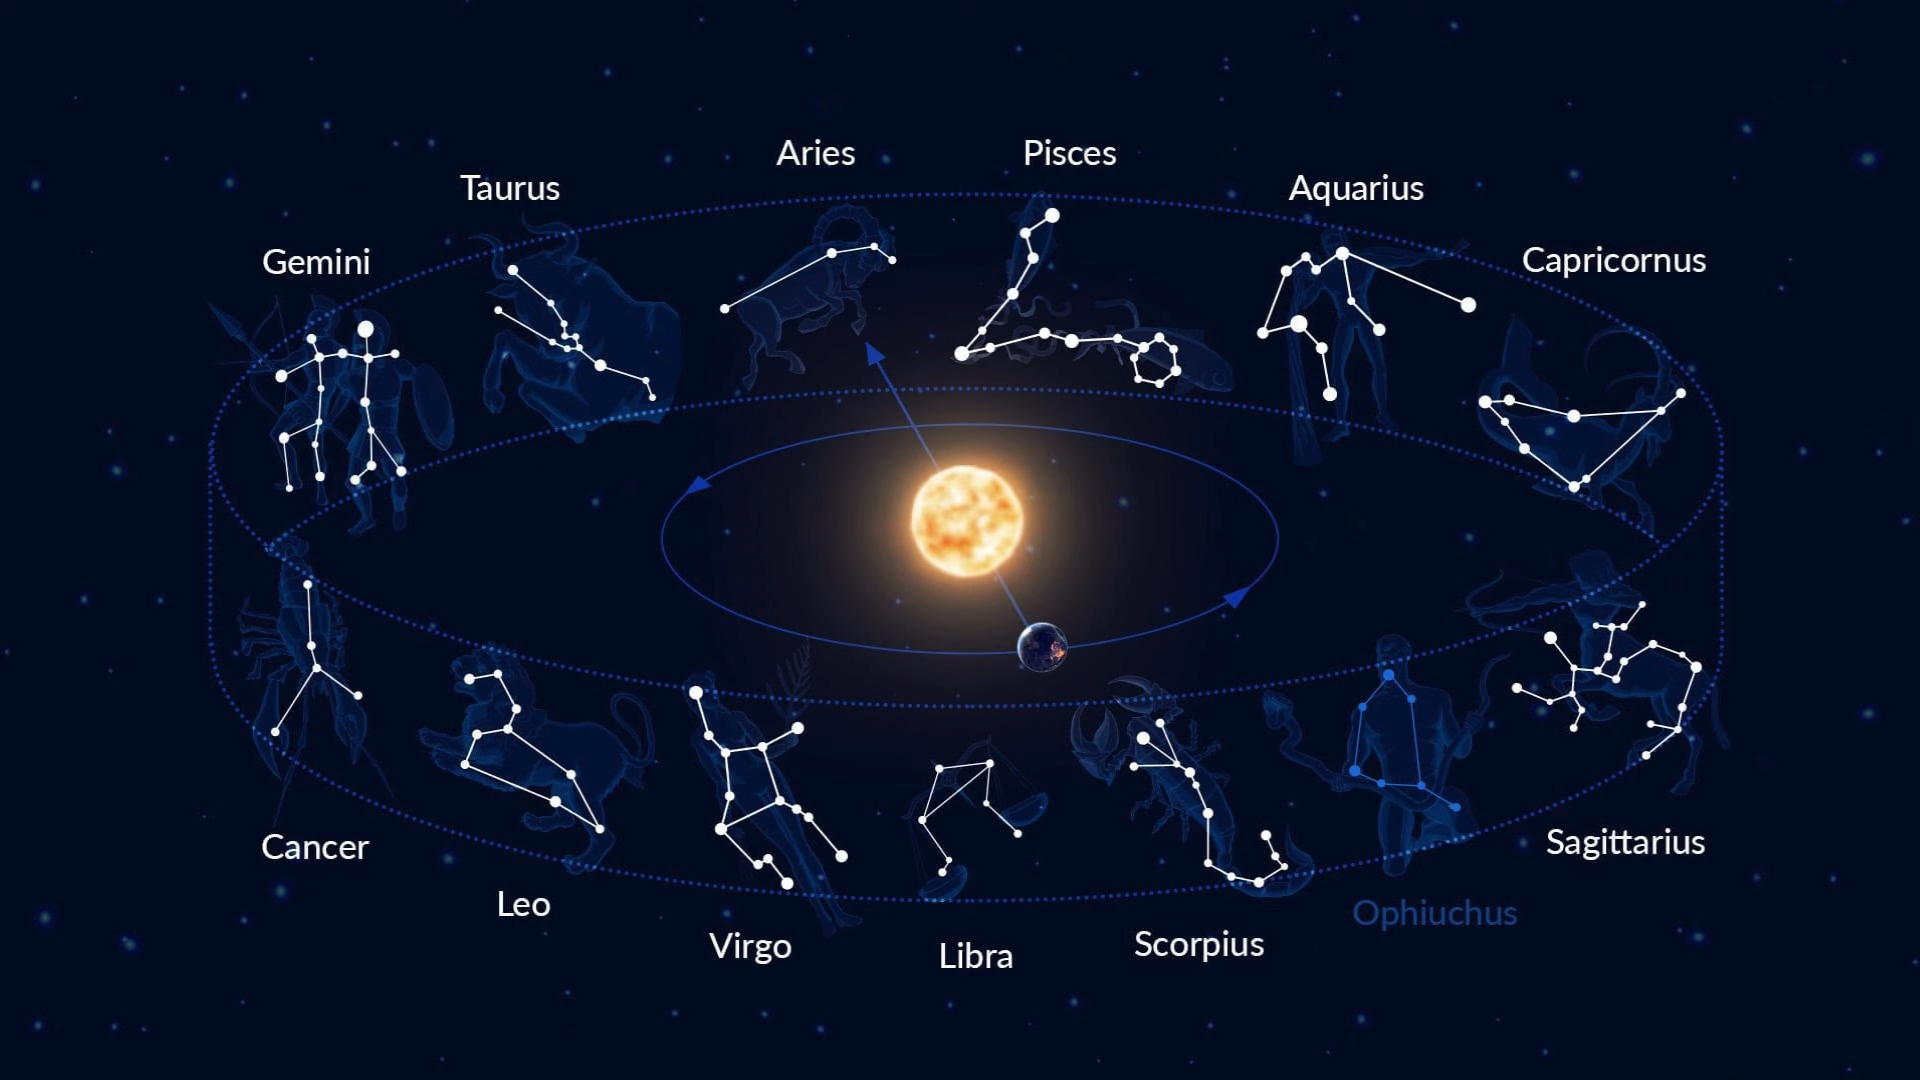 Aries
Pisces
Taurus
Aquarius
Gemini
Capricornus
Cancer
Sagittarius
Leo
Ophiuchus
Virgo
Libra
Scorpius